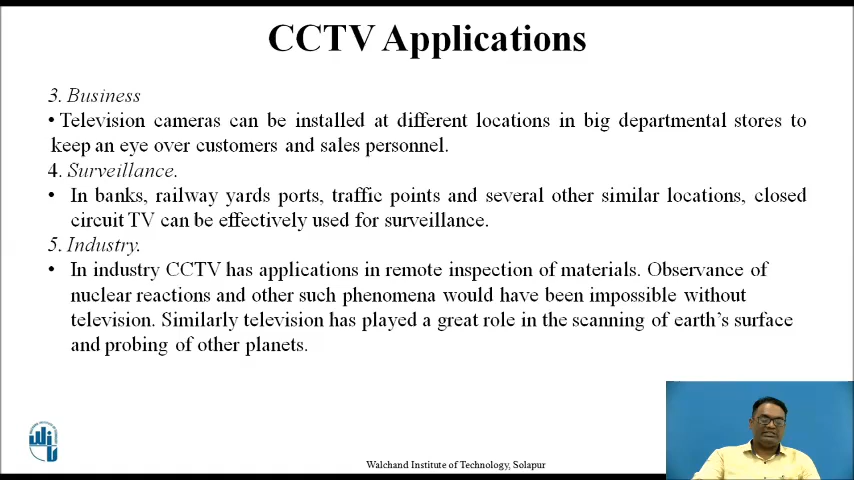 CCTV Applications
3. Business
• Television cameras can be installed at different locations in big departmental stores to
keep an eye over customers and sales personnel.
4. Surveillance.
• In banks, railway yards ports, traffic points and several other similar locations, closed
circuit TV can be effectively used for surveillance.
5. Industry.
• In industry CCTV has applications in remote inspection of materials. Observance of
nuclear reactions and other such phenomena would have been impossible without
television. Similarly television has played a great role in the scanning of earth's surface
and probing of other planets.
Walchand Institute of Technology, Solapur